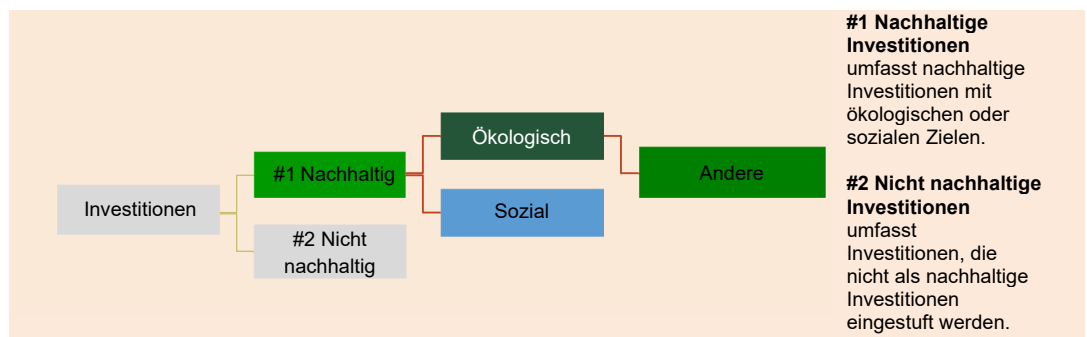 Investitionen
#1 Nachhaltig
#2 Nicht
nachhaltig
Ökologisch
Sozial
Andere
#1 Nachhaltige
Investitionen
umfasst nachhaltige
Investitionen mit
ökologischen oder
sozialen Zielen.
#2 Nicht nachhaltige
Investitionen
umfasst
Investitionen, die
nicht als nachhaltige
Investitionen
eingestuft werden.